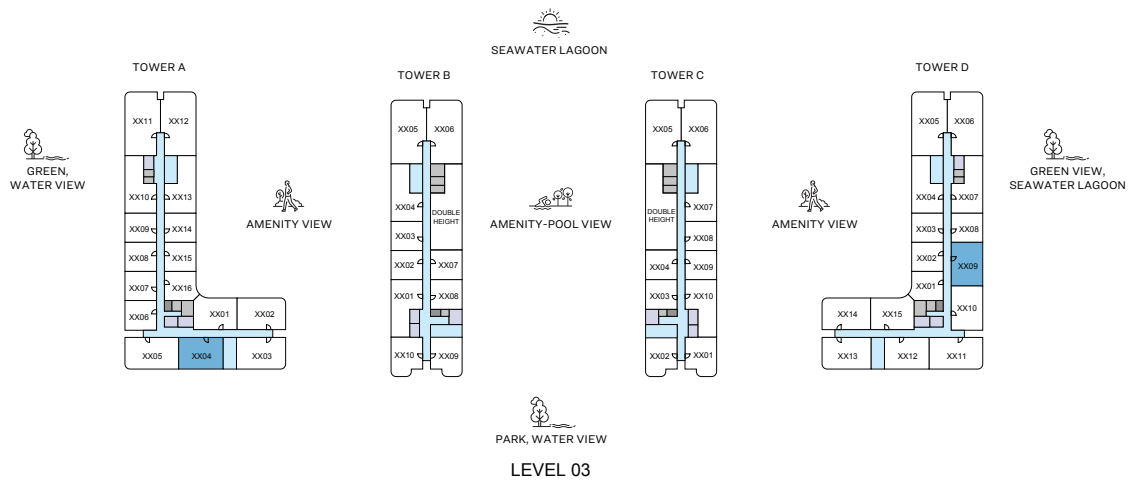 SEAWATER LAGOON
TOWER A
TOWER B
TOWER C
TOWER D
GREEN,
WATER VIEW
AMENITY VIEW
AMENITY-POOL VIEW
AMENITY VIEW
GREEN VIEW,
SEAWATER LAGOON
XX11 XX12
XX10 XX13
XX09 XX14
XX08 XX15
XX07 XX16
XX06 XX01 XX02
XX05 XX04 XX03
XX05 XX06
XX04 DOUBLE
HEIGHT
XX03
XX02 XX07
XX01 XX08
XX10 XX09
XX05 XX06
XX07
DOUBLE
HEIGHT
XX08
XX04 XX09
XX03 XX10
XX02 XX01
XX05 XX06
XX04 XX07
XX03 XX08
XX02 XX09
XX01
XX14 XX15 XX10
XX13 XX12 XX11
PARK, WATER VIEW
LEVEL 03